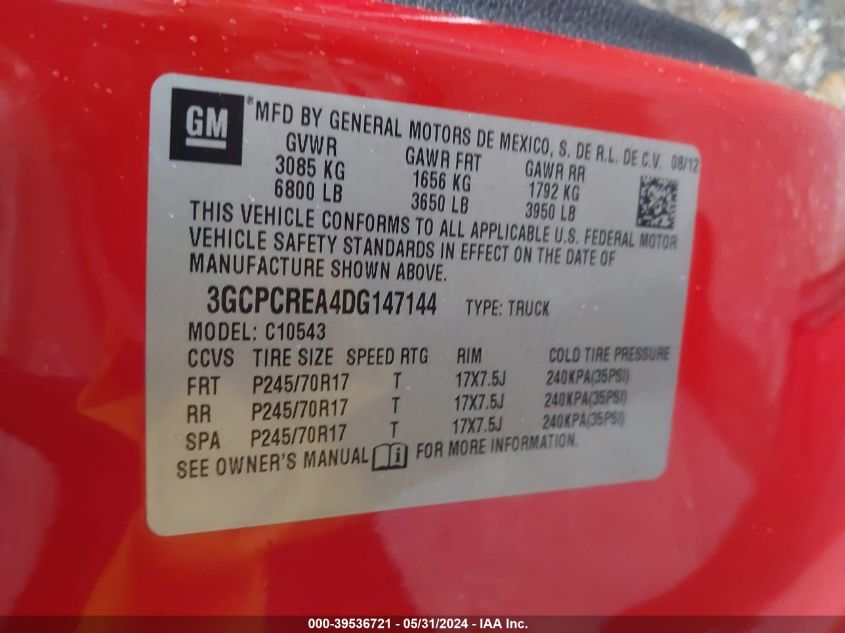 GM ®MFD BY GENERAL MOTORS DE MEXICO, S. DE R.L. DE C.V. 08/12
GVWR GAWR FRT GAWR RR
3085 KG 1656 KG 1792 KG
6800 LB 3650 LB 3950 LB
THIS VEHICLE CONFORMS TO ALL APPLICABLE U.S. FEDERAL MOTOR
VEHICLE SAFETY STANDARDS IN EFFECT ON THE DATE OF
MANUFACTURE SHOWN ABOVE.
3GCPCREA4DG147144 TYPE: TRUCK
MODEL: C10543
CCVS TIRE SIZE SPEED RTG RIM COLD TIRE PRESSURE
FRT P245/70R17 T 17X7.5J 240KPA(35PSI)
RR P245/70R17 T 17X7.5J 240KPA(35PSI)
SPA P245/70R17 T 17X7.5J 240KPA(35PSI)
SEE OWNER'S MANUAL i FOR MORE INFORMATION.
000-39536721 - 05/31/2024 - IAA Inc.